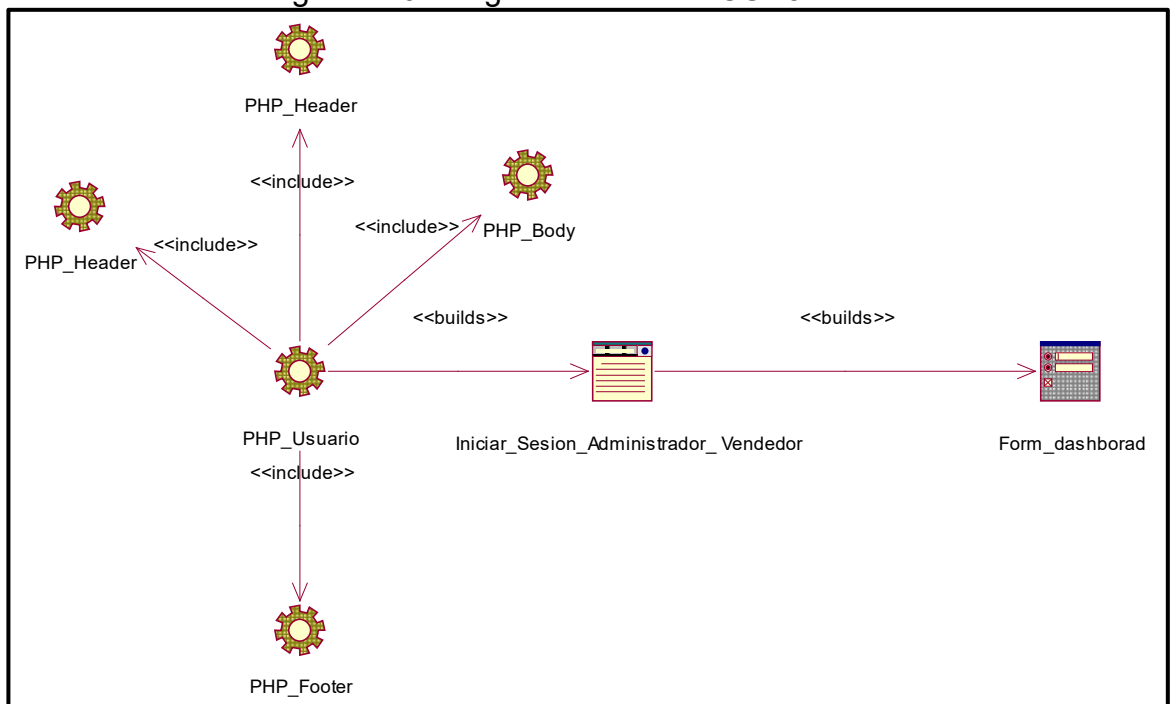 PHP_Header
<<include>>
<<include>>
<<include>>
PHP_Body
PHP_Header
<<builds>>
<<builds>>
PHP_Usuario
Iniciar_Sesion_Administrador_ Vendedor
Form_dashborad
<<include>>
PHP_Footer